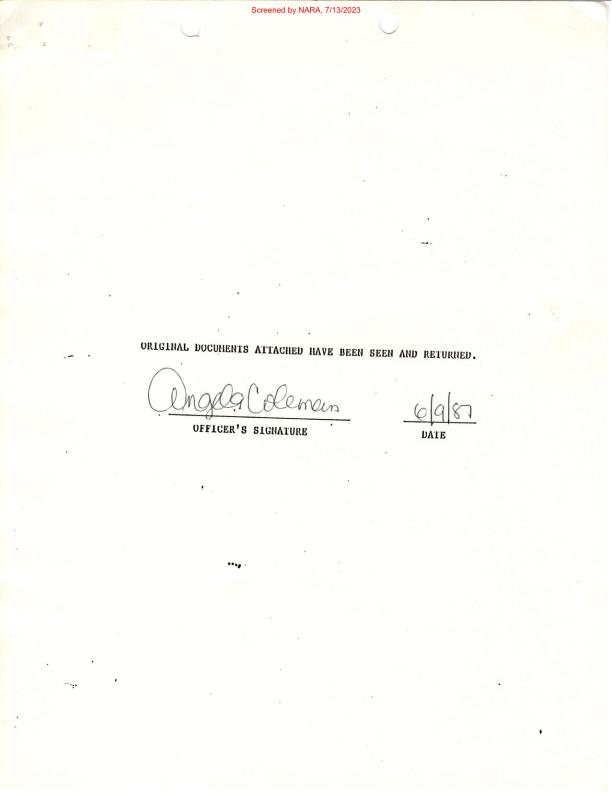 Screened by NARA, 7/13/2023
ORIGINAL DOCUMENTS ATTACHED HAVE BEEN SEEN AND RETURNED.
Angela Coleman 6/9/87
OFFICER'S SIGNATURE DATE